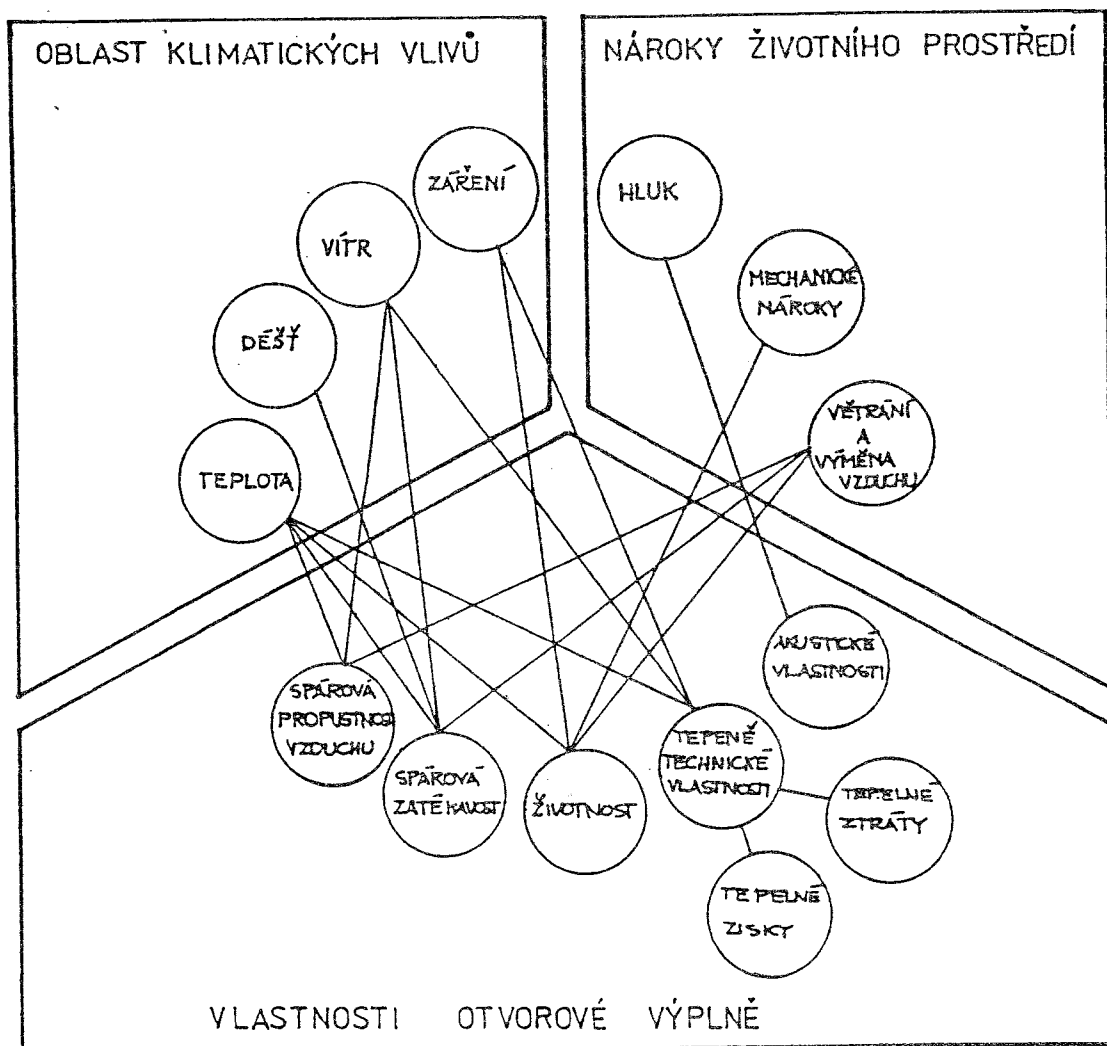 OBLAST KLIMATICKÝCH VLIVŮ
NÁROKY ŽIVOTNÍHO PROSTŘEDÍ
ZÁŘENÍ
HLUK
VÍTR
MECHANICKÉ
NÁROKY
DÉŠŤ
VĚTRÁNÍ
A
VÝMĚNA
VZDUCHU
TEPLOTA
AKUSTICKÉ
VLASTNOSTI
SPÁROVÁ
PROPUSTNOST
VZDUCHU
SPÁROVÁ
ZATÉKAVOST
ŽIVOTNOST
TEPENĚ
TECHNICKÉ
VLASTNOSTI
TEPELNÉ
ZTRÁTY
TEPELNÉ
ZISKY
VLASTNOSTI OTVOROVÉ VÝPLNĚ